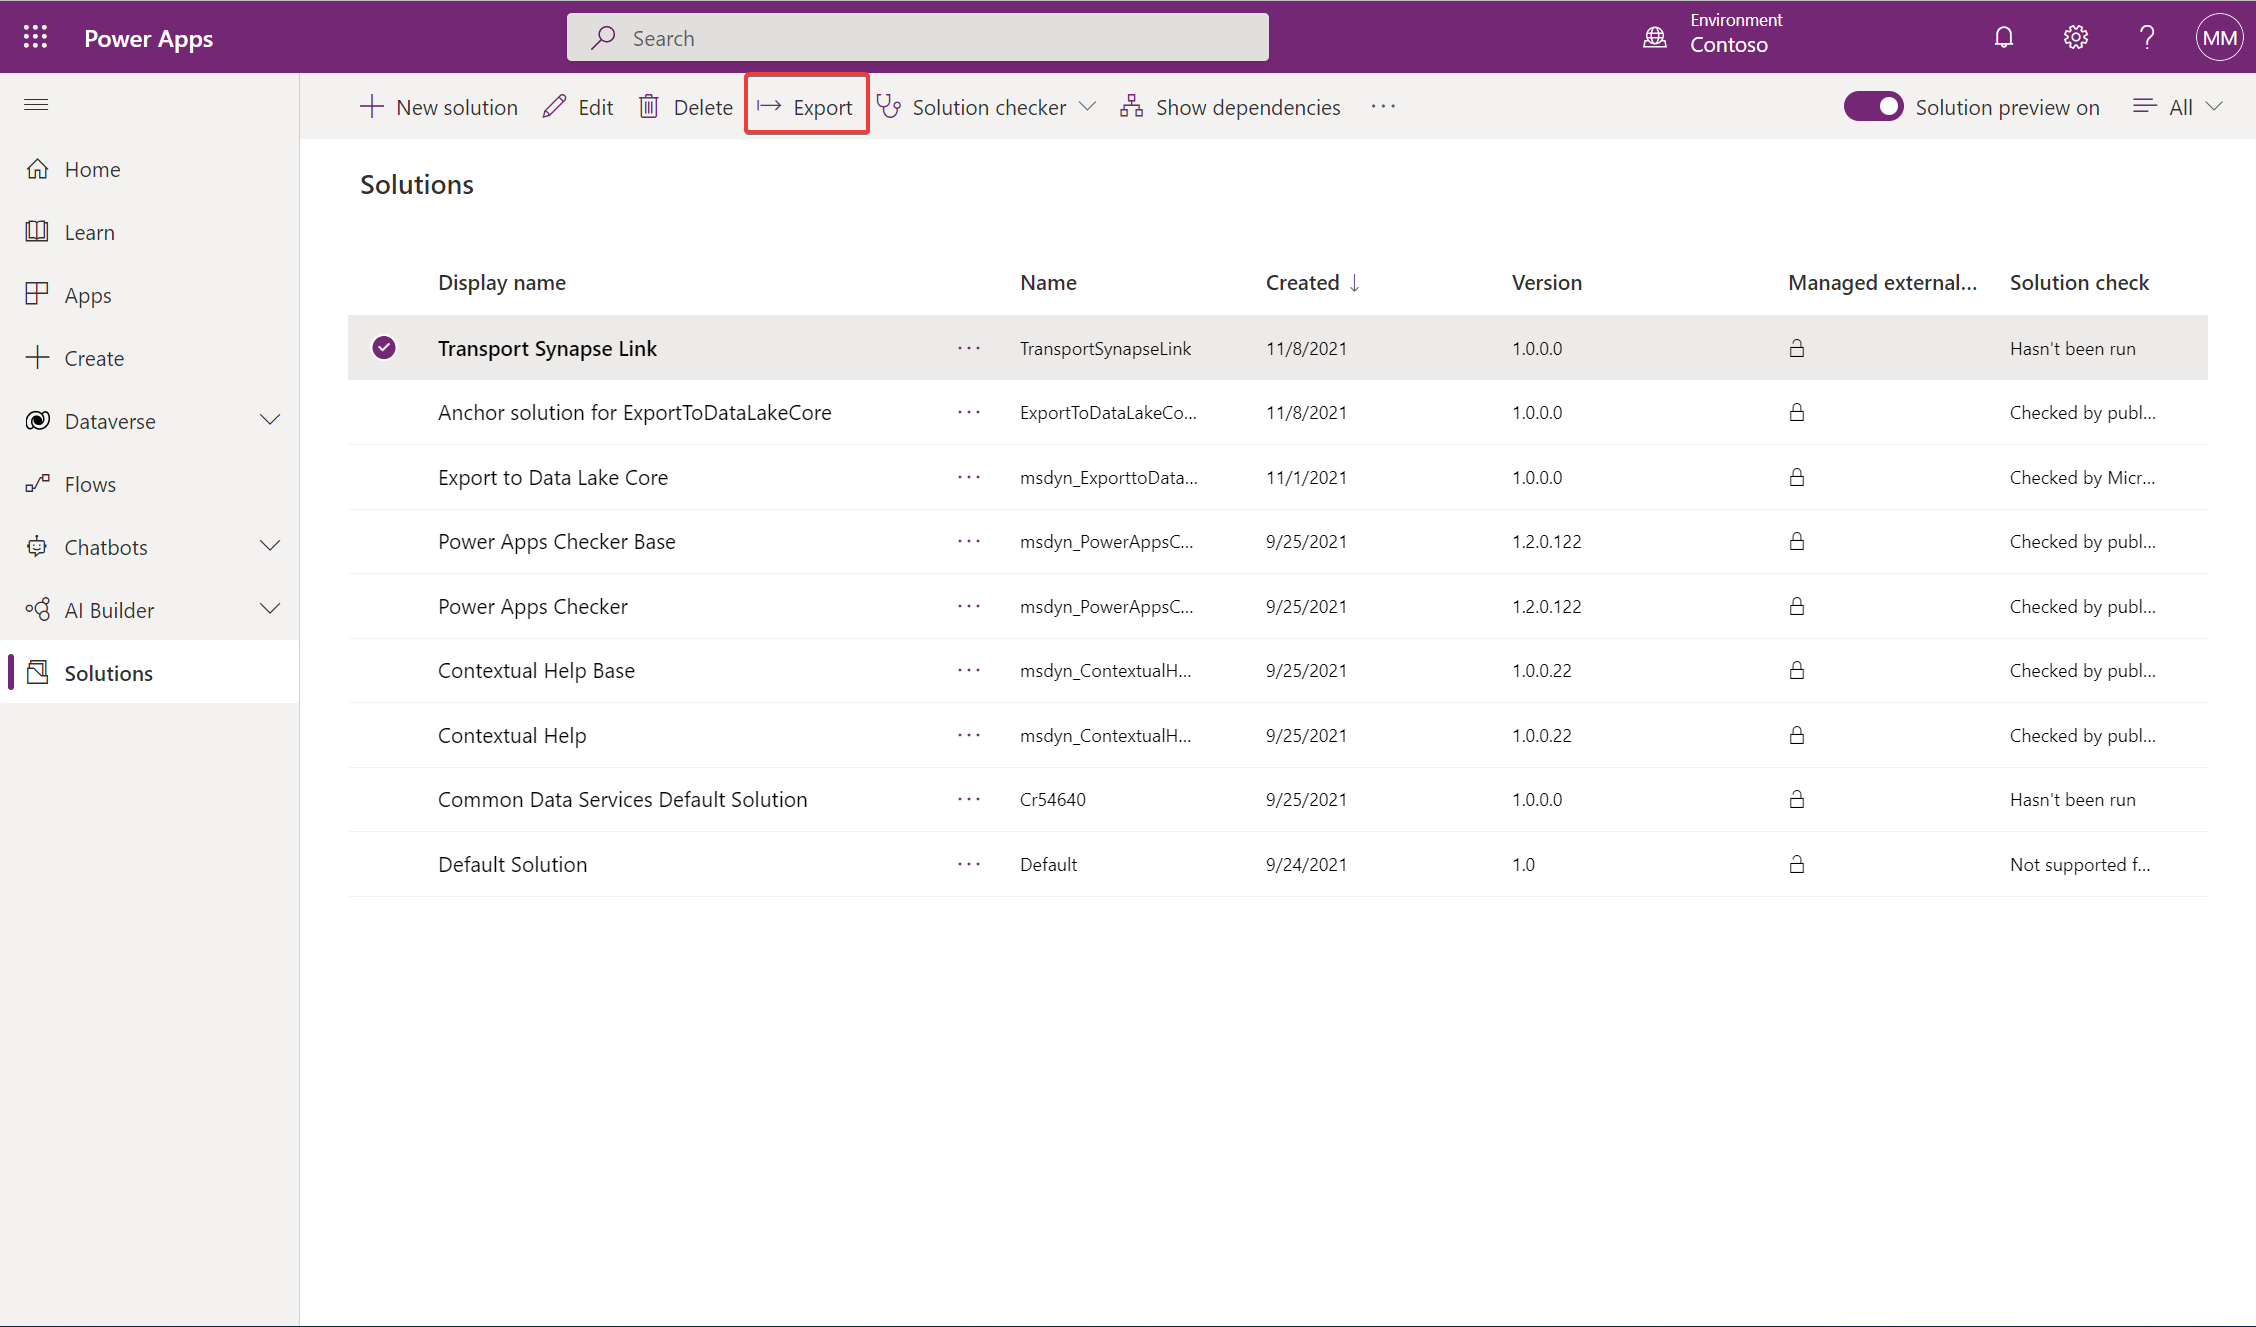 Power Apps
Search
Environment
Contoso
MM
New solution Edit Delete Export Solution checker Show dependencies ...
Solution preview on All
Home
Learn
Apps
Create
Dataverse
Flows
Chatbots
AI Builder
Solutions
Solutions
Display name Name Created ↓ Version Managed external... Solution check
Transport Synapse Link ... TransportSynapseLink 11/8/2021 1.0.0.0 Hasn't been run
Anchor solution for ExportToDataLakeCore ... ExportToDataLakeCo... 11/8/2021 1.0.0.0 Checked by publ...
Export to Data Lake Core ... msdyn_ExporttoData... 11/1/2021 1.0.0.0 Checked by Micr...
Power Apps Checker Base ... msdyn_PowerAppsC... 9/25/2021 1.2.0.122 Checked by publ...
Power Apps Checker ... msdyn_PowerAppsC... 9/25/2021 1.2.0.122 Checked by publ...
Contextual Help Base ... msdyn_ContextualH... 9/25/2021 1.0.0.22 Checked by publ...
Contextual Help ... msdyn_ContextualH... 9/25/2021 1.0.0.22 Checked by publ...
Common Data Services Default Solution ... Cr54640 9/25/2021 1.0.0.0 Hasn't been run
Default Solution ... Default 9/24/2021 1.0 Not supported f...